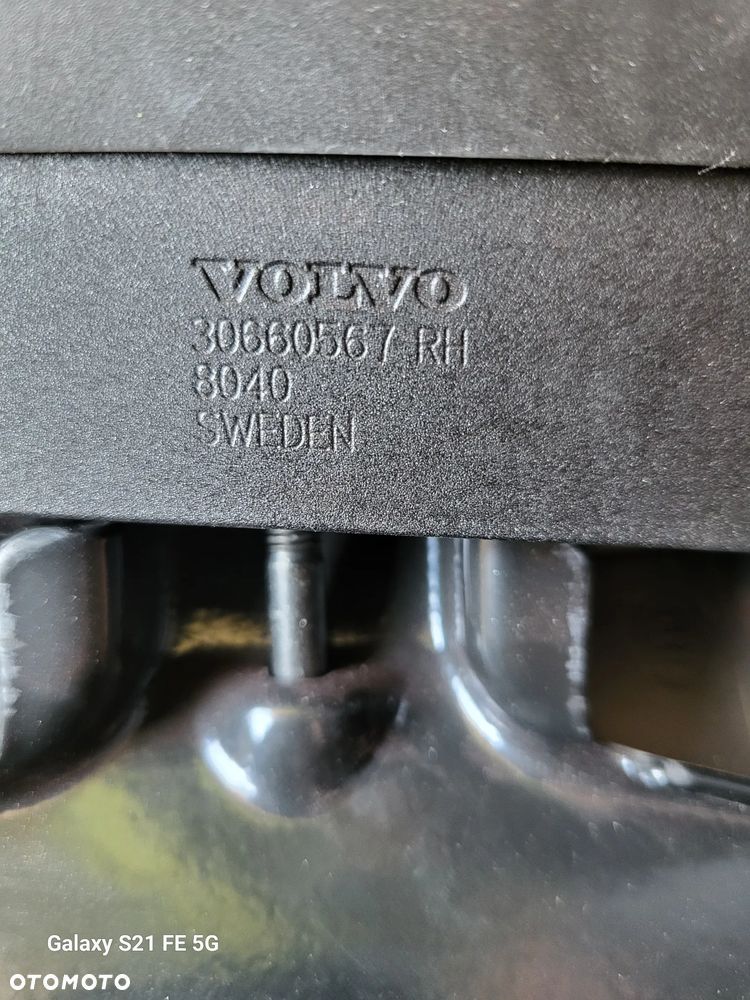 VOLVO
30660567 RH
8040
SWEDEN
Galaxy S21 FE 5G
OTOMOTO